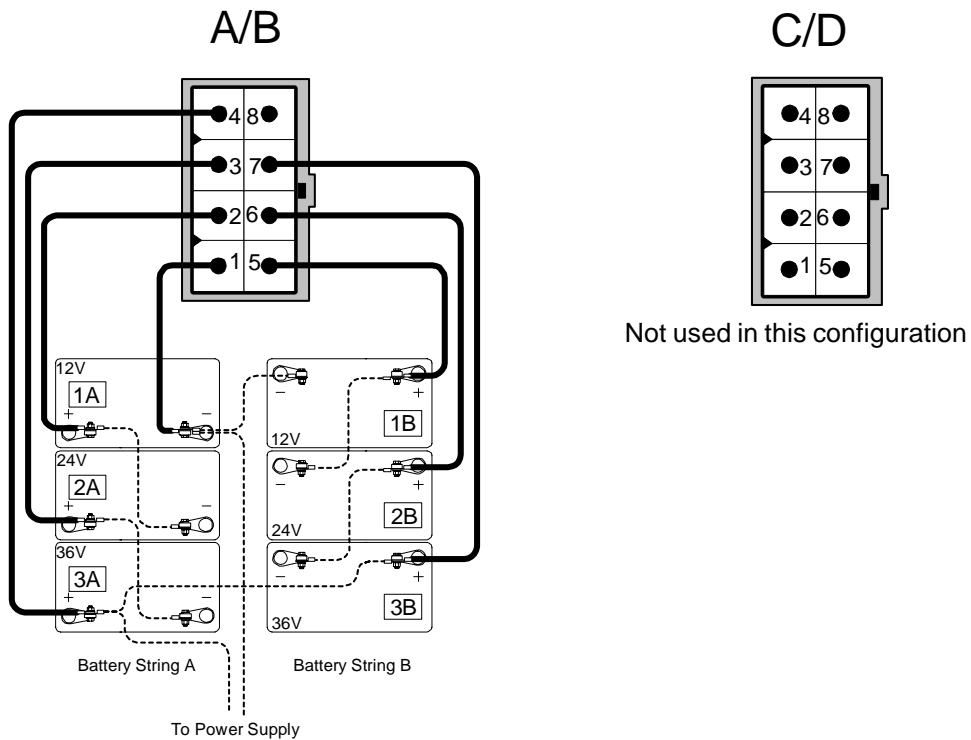 A/B
C/D
4 8
3 7
2 6
1 5
4 8
3 7
2 6
1 5
Not used in this configuration
12V
1A
+ -
24V
2A
+ -
36V
3A
+ -
- +
1B
12V
- +
2B
24V
- +
3B
36V
Battery String A
Battery String B
To Power Supply